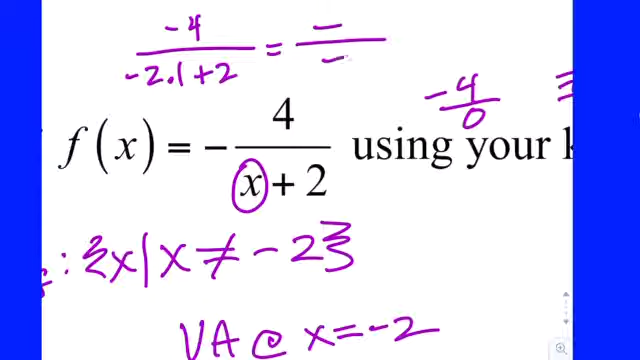 -4/(-2.1+2) = -/-
-4/0
f(x) = - 4/(x+2) using your
: {x|x≠-2}
VA @ x=-2